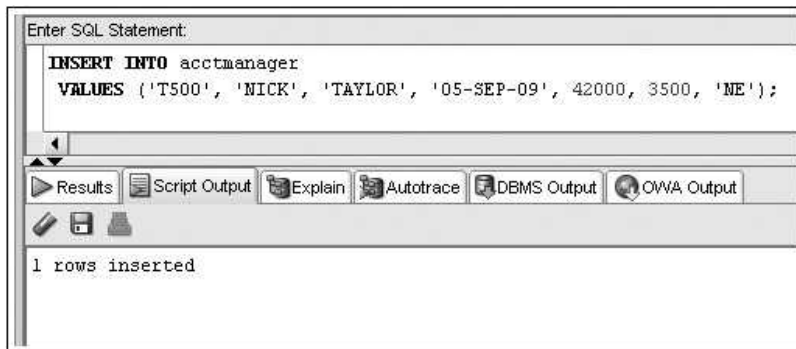 Enter SQL Statement:
INSERT INTO acctmanager
VALUES ('T500', 'NICK', 'TAYLOR', '05-SEP-09', 42000, 3500, 'NE');
Results Script Output Explain Autotrace DBMS Output OWA Output
1 rows inserted